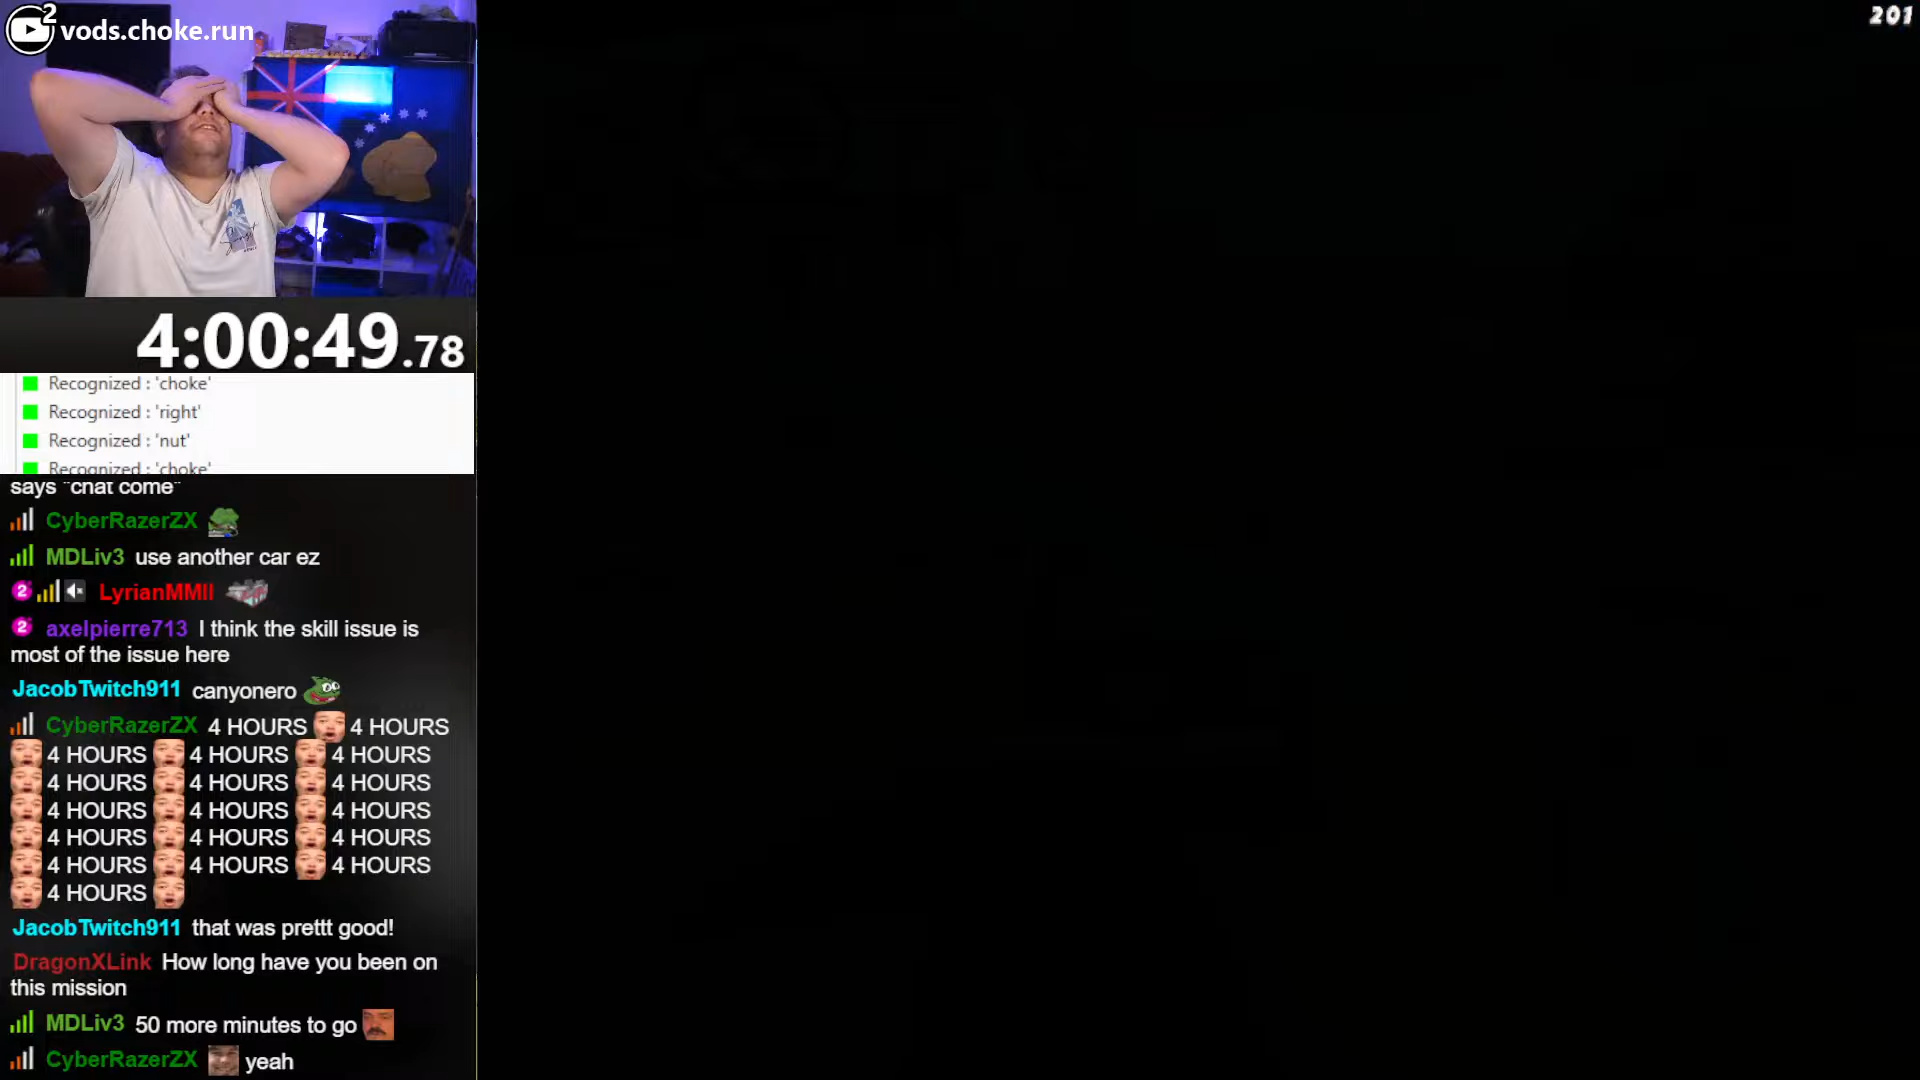 2
vods.choke.run
201
4:00:49.78
Recognized : 'choke'
Recognized : 'right'
Recognized : 'nut'
Recognized : 'choke'
says "chat come"
CyberRazerZX
MDLiv3 use another car ez
2 LyrianMMII
2 axelpierre713 I think the skill issue is
most of the issue here
JacobTwitch911 canyonero
CyberRazerZX 4 HOURS 4 HOURS
4 HOURS 4 HOURS 4 HOURS
4 HOURS 4 HOURS 4 HOURS
4 HOURS 4 HOURS 4 HOURS
4 HOURS 4 HOURS 4 HOURS
4 HOURS 4 HOURS 4 HOURS
4 HOURS
JacobTwitch911 that was prettt good!
DragonXLink How long have you been on
this mission
MDLiv3 50 more minutes to go
CyberRazerZX yeah